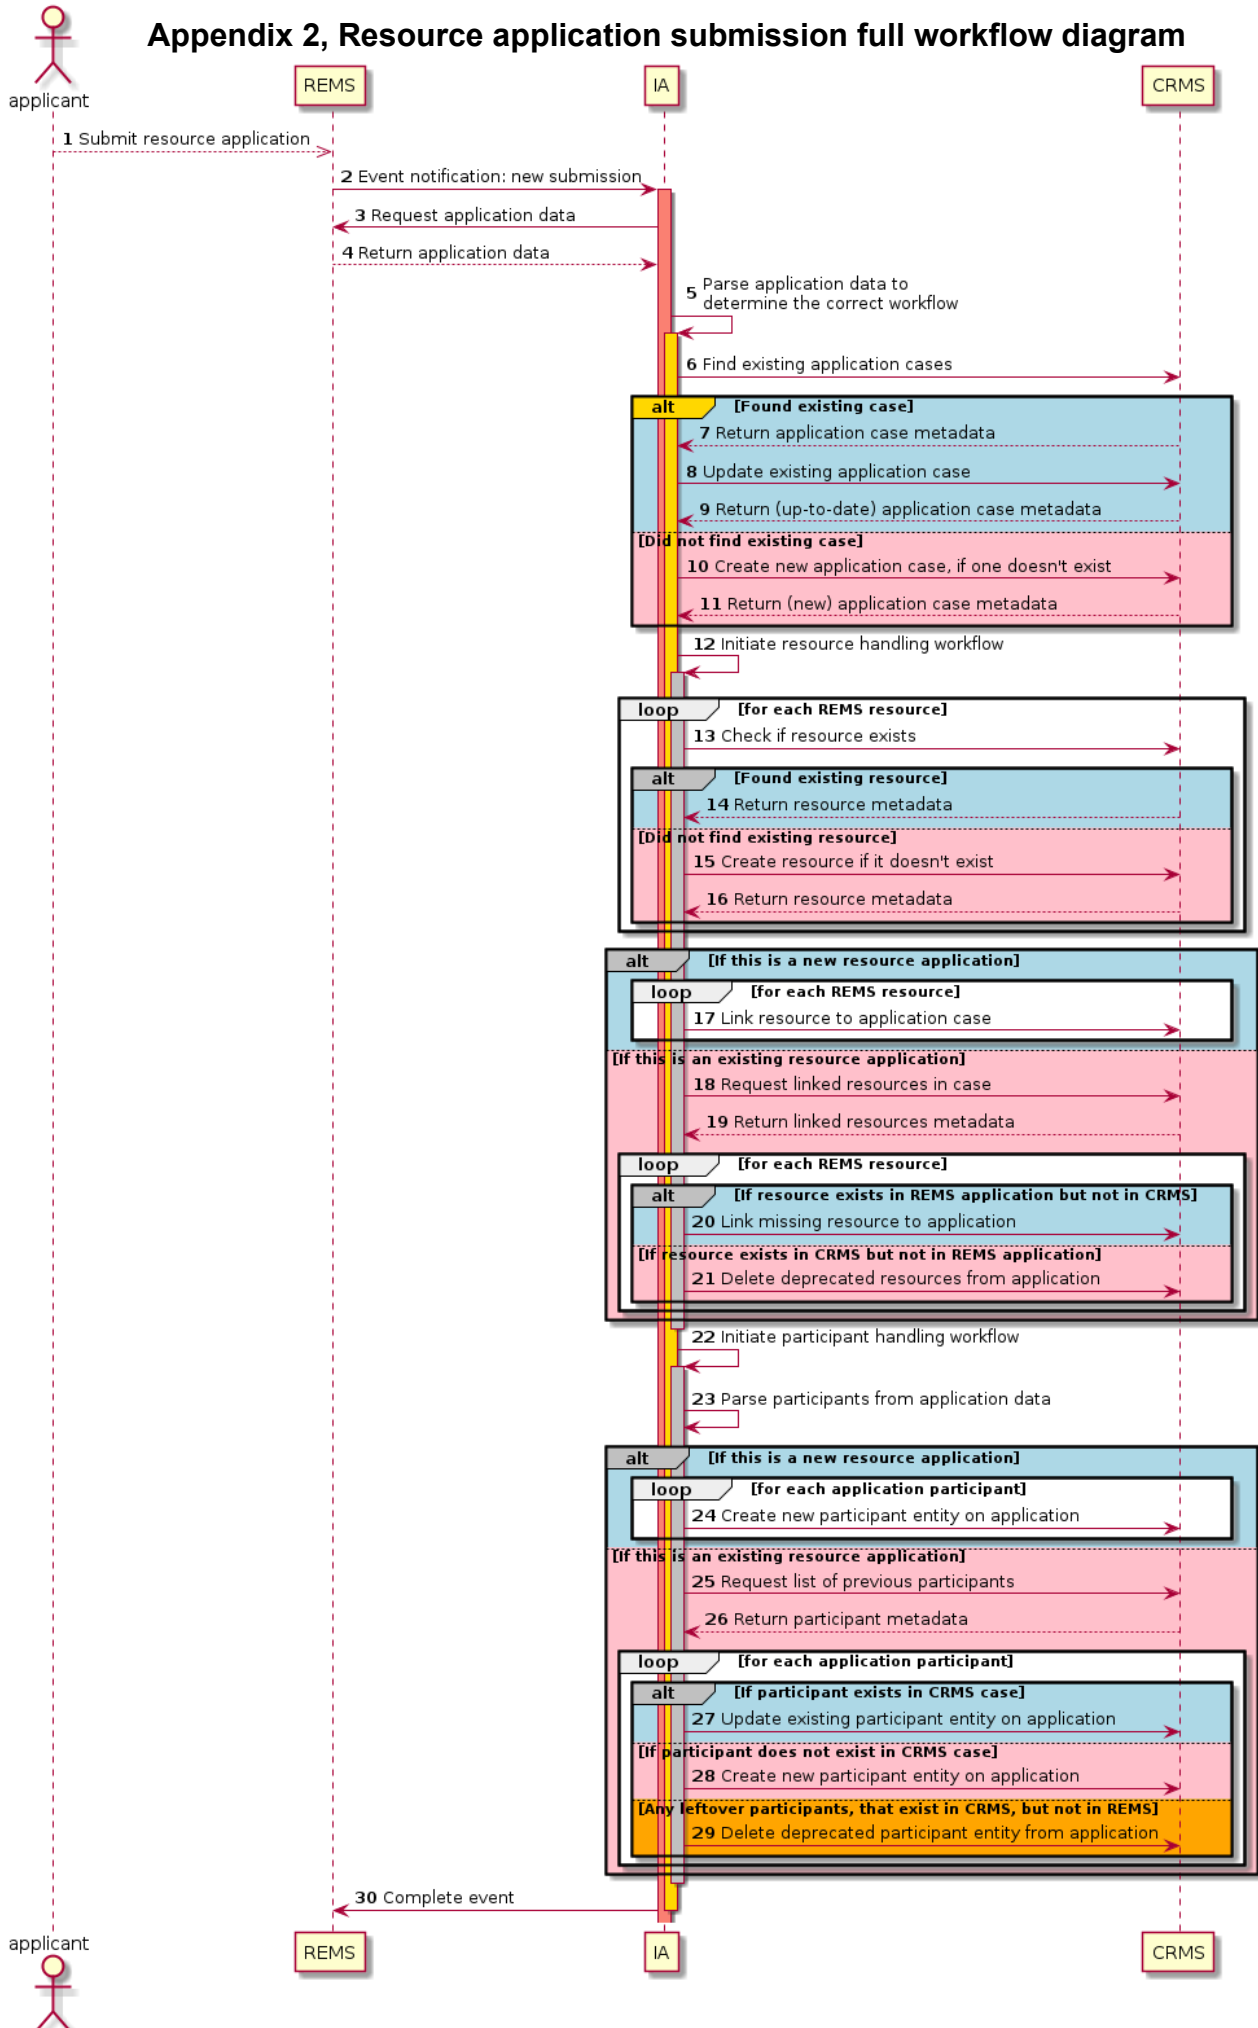 Appendix 2, Resource application submission full workflow diagram
applicant
REMS
IA
CRMS
1 Submit resource application
2 Event notification: new submission
3 Request application data
4 Return application data
5 Parse application data to
determine the correct workflow
6 Find existing application cases
alt [Found existing case]
7 Return application case metadata
8 Update existing application case
9 Return (up-to-date) application case metadata
[Did not find existing case]
10 Create new application case, if one doesn't exist
11 Return (new) application case metadata
12 Initiate resource handling workflow
loop [for each REMS resource]
13 Check if resource exists
alt [Found existing resource]
14 Return resource metadata
[Did not find existing resource]
15 Create resource if it doesn't exist
16 Return resource metadata
alt [If this is a new resource application]
loop [for each REMS resource]
17 Link resource to application case
[If this is an existing resource application]
18 Request linked resources in case
19 Return linked resources metadata
loop [for each REMS resource]
alt [If resource exists in REMS application but not in CRMS]
20 Link missing resource to application
[If resource exists in CRMS but not in REMS application]
21 Delete deprecated resources from application
22 Initiate participant handling workflow
23 Parse participants from application data
alt [If this is a new resource application]
loop [for each application participant]
24 Create new participant entity on application
[If this is an existing resource application]
25 Request list of previous participants
26 Return participant metadata
loop [for each application participant]
alt [If participant exists in CRMS case]
27 Update existing participant entity on application
[If participant does not exist in CRMS case]
28 Create new participant entity on application
[Any leftover participants, that exist in CRMS, but not in REMS]
29 Delete deprecated participant entity from application
30 Complete event
applicant
REMS
IA
CRMS